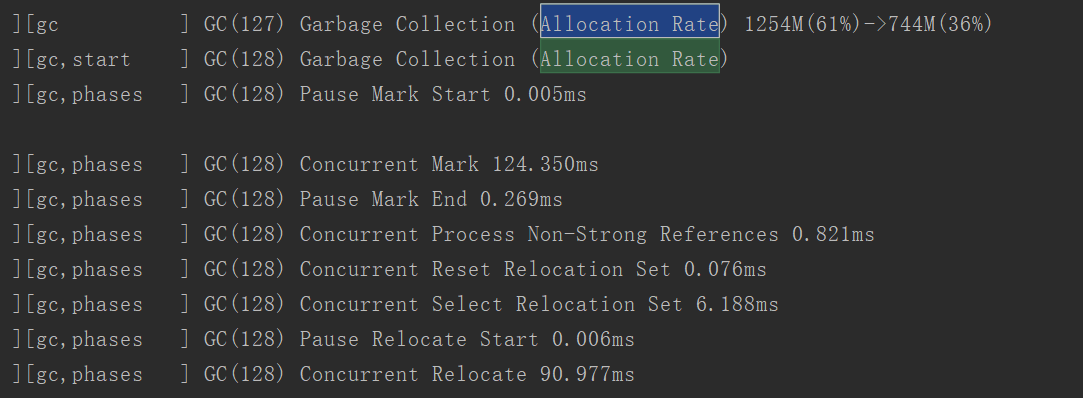 ][gc          ] GC(127) Garbage Collection (Allocation Rate) 1254M(61%)->744M(36%)
][gc,start    ] GC(128) Garbage Collection (Allocation Rate)
][gc,phases   ] GC(128) Pause Mark Start 0.005ms
][gc,phases   ] GC(128) Concurrent Mark 124.350ms
][gc,phases   ] GC(128) Pause Mark End 0.269ms
][gc,phases   ] GC(128) Concurrent Process Non-Strong References 0.821ms
][gc,phases   ] GC(128) Concurrent Reset Relocation Set 0.076ms
][gc,phases   ] GC(128) Concurrent Select Relocation Set 6.188ms
][gc,phases   ] GC(128) Pause Relocate Start 0.006ms
][gc,phases   ] GC(128) Concurrent Relocate 90.977ms